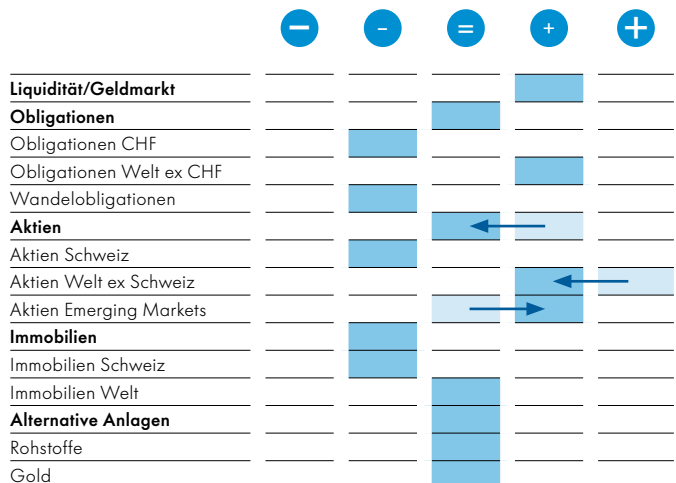 − - = + +
Liquidität/Geldmarkt
Obligationen
Obligationen CHF
Obligationen Welt ex CHF
Wandelobligationen
Aktien
Aktien Schweiz
Aktien Welt ex Schweiz
Aktien Emerging Markets
Immobilien
Immobilien Schweiz
Immobilien Welt
Alternative Anlagen
Rohstoffe
Gold